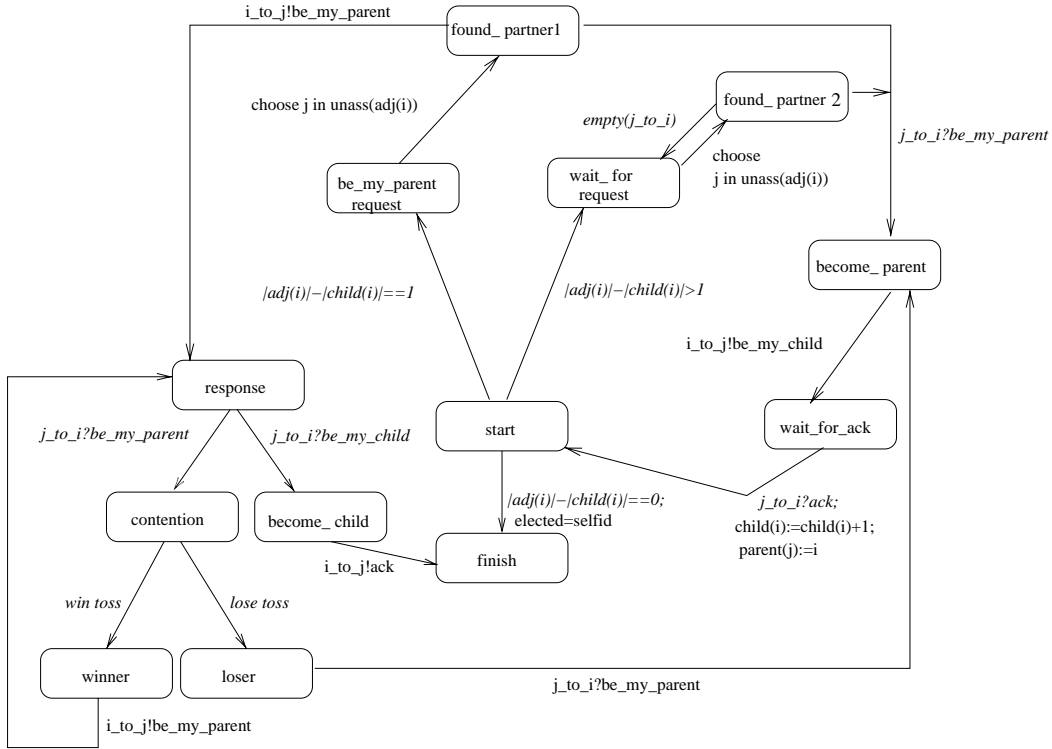 i_to_j!be_my_parent
found_ partner1
found_ partner 2
choose j in unass(adj(i))
empty(j_to_i)
j_to_i?be_my_parent
choose
j in unass(adj(i))
be_my_parent
request
wait_ for
request
become_ parent
|adj(i)|−|child(i)|==1
|adj(i)|−|child(i)|>1
i_to_j!be_my_child
response
start
wait_for_ack
j_to_i?be_my_parent
j_to_i?be_my_child
|adj(i)|−|child(i)|==0;
elected=selfid
j_to_i?ack;
child(i):=child(i)+1;
parent(j):=i
contention
become_ child
i_to_j!ack
finish
win toss
lose toss
winner
loser
j_to_i?be_my_parent
i_to_j!be_my_parent